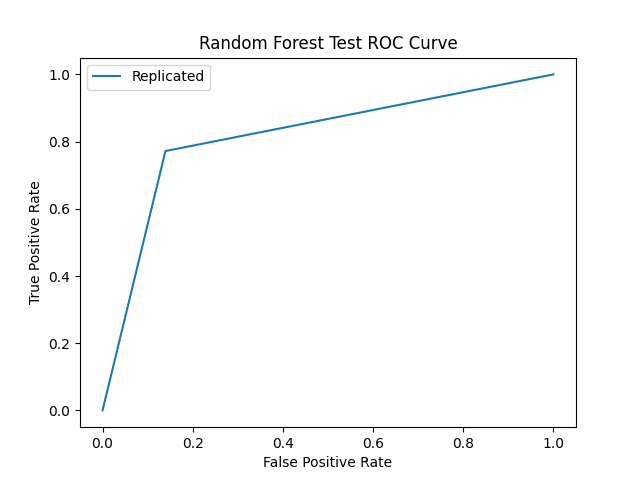 Random Forest Test ROC Curve
Replicated
True Positive Rate
1.0
0.8
0.6
0.4
0.2
0.0
0.0 0.2 0.4 0.6 0.8 1.0
False Positive Rate